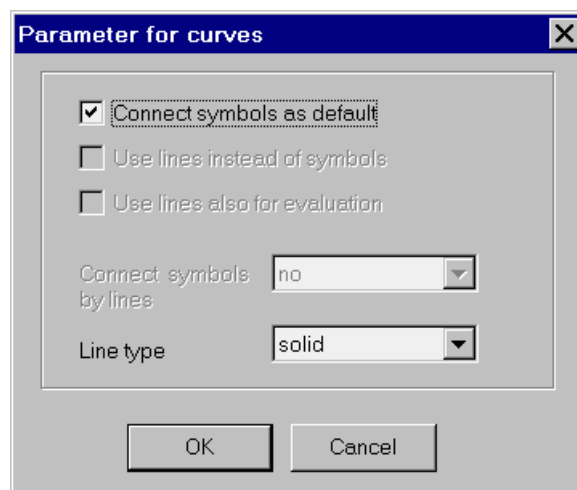 Parameter for curves
Connect symbols as default
Use lines instead of symbols
Use lines also for evaluation
Connect symbols
by lines
no
Line type
solid
OK
Cancel